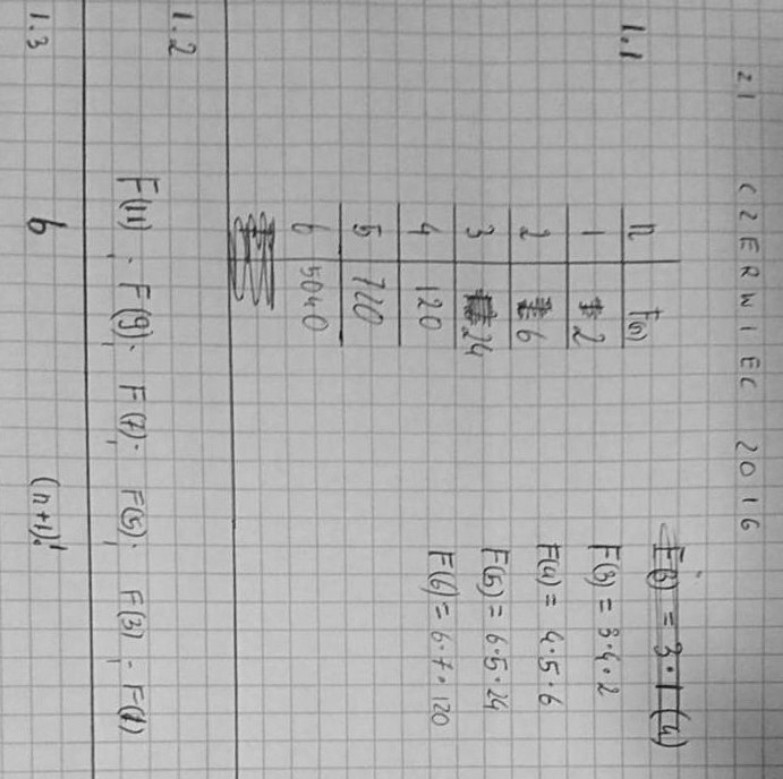 21 CZERWIEC 2016
F(3) = 3·1 (4)
1.1
n F(n)
1 2
2 6
3 24
4 120
5 720
6 5040
F(3) = 3·4·2
F(4) = 4·5·6
F(5) = 6·5·24
F(6) = 6·7·120
1.2
F(11) ; F(9) ; F(7) ; F(5) ; F(3) ; F(1)
1.3 6 (n+1)!